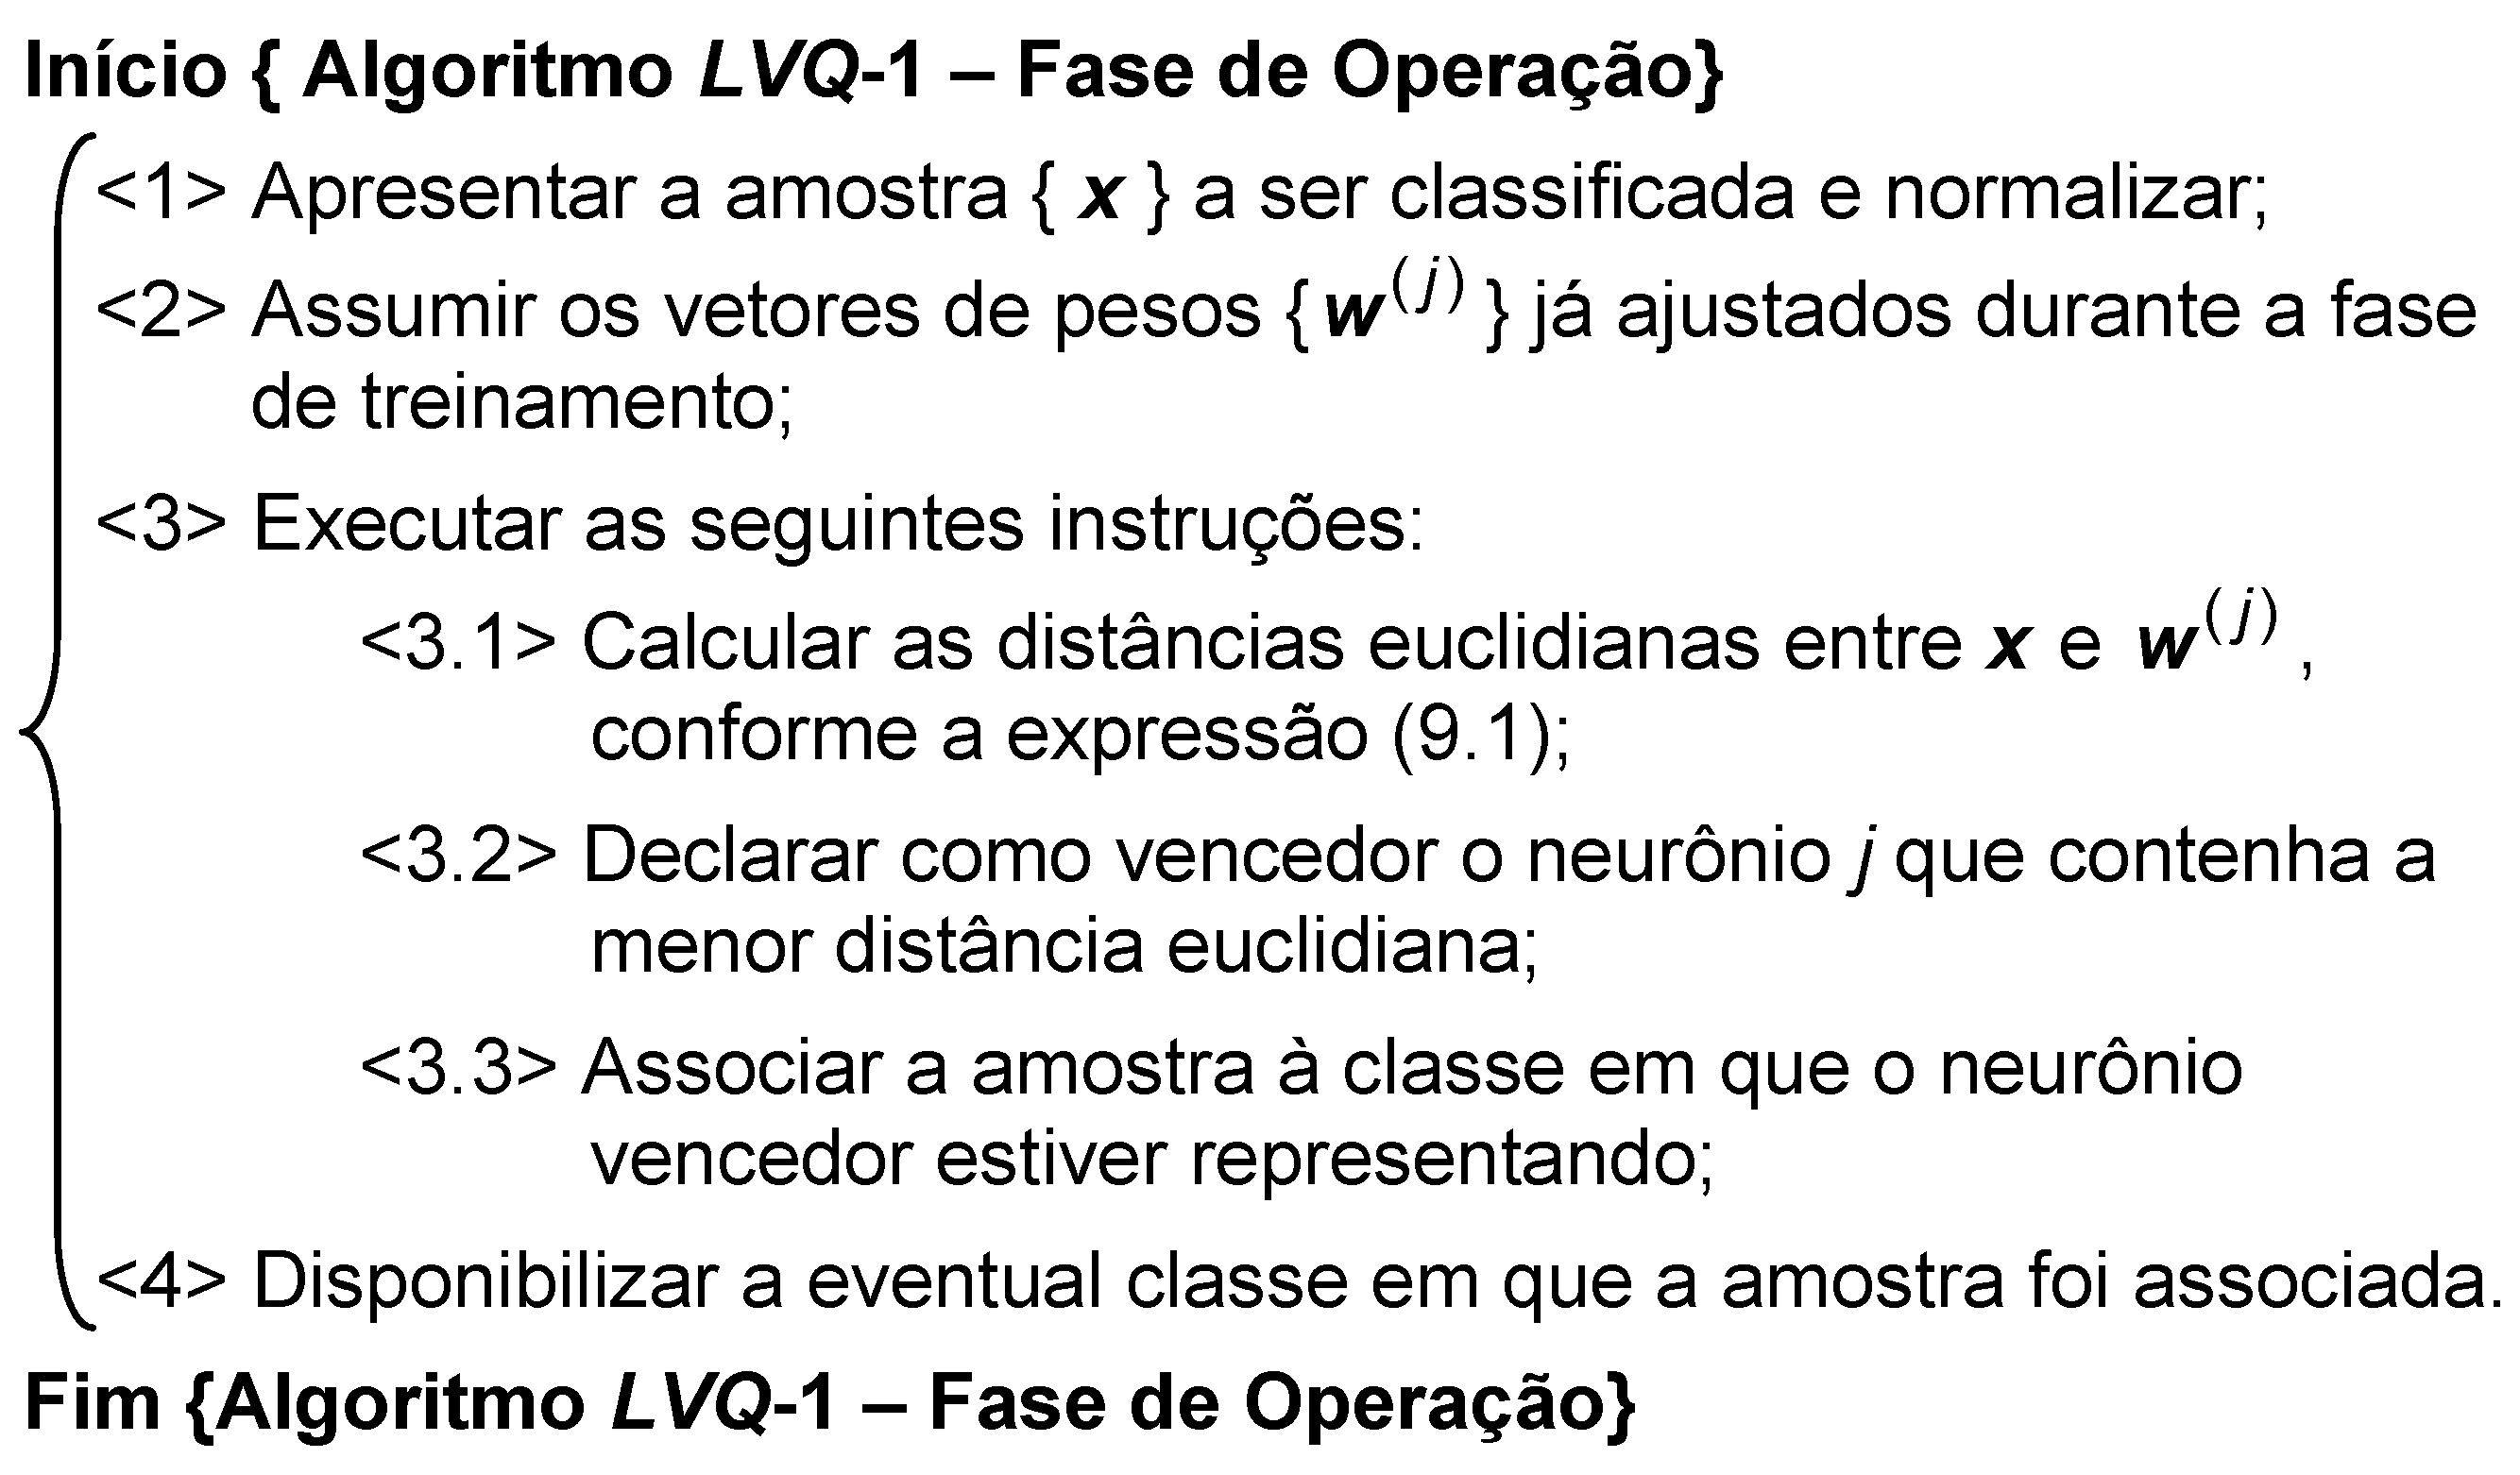 Início { Algoritmo LVQ-1 – Fase de Operação}
<1> Apresentar a amostra { x } a ser classificada e normalizar;
<2> Assumir os vetores de pesos { w^(j) } já ajustados durante a fase
de treinamento;
<3> Executar as seguintes instruções:
<3.1> Calcular as distâncias euclidianas entre x e w^(j),
conforme a expressão (9.1);
<3.2> Declarar como vencedor o neurônio j que contenha a
menor distância euclidiana;
<3.3> Associar a amostra à classe em que o neurônio
vencedor estiver representando;
<4> Disponibilizar a eventual classe em que a amostra foi associada.
Fim {Algoritmo LVQ-1 – Fase de Operação}